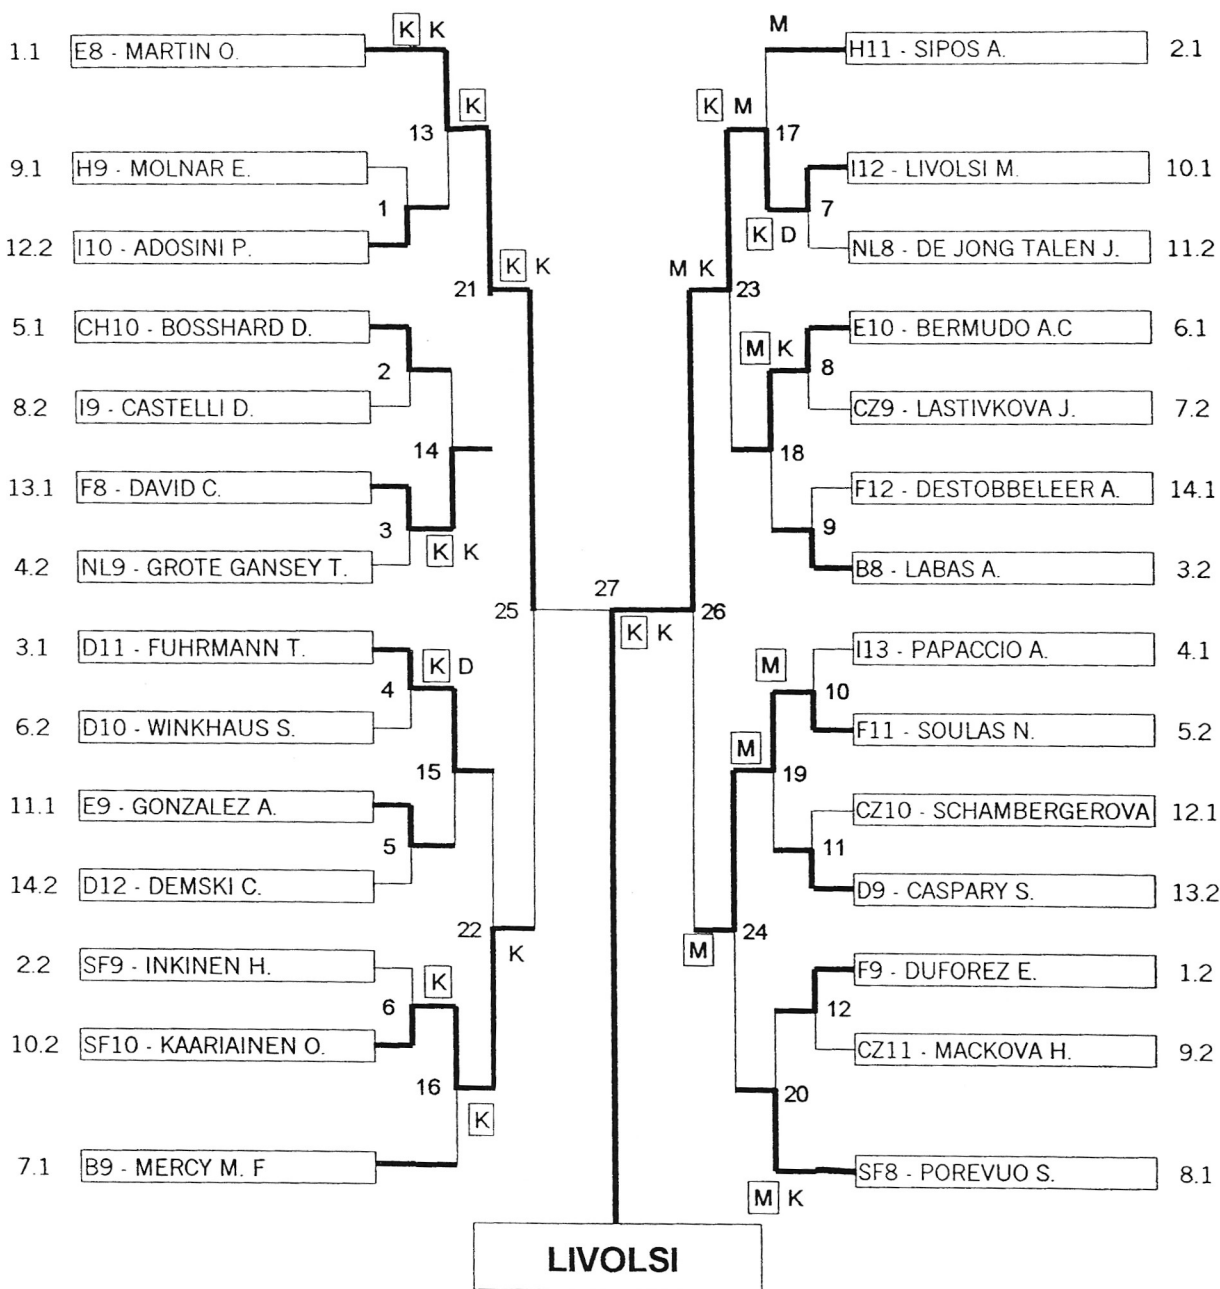 K K
1.1 E8 - MARTIN O.
K
13
9.1 H9 - MOLNAR E.
1
12.2 I10 - ADOSINI P.
K K
21
5.1 CH10 - BOSSHARD D.
2
8.2 I9 - CASTELLI D.
14
13.1 F8 - DAVID C.
3
K K
4.2 NL9 - GROTE GANSEY T.
25
3.1 D11 - FUHRMANN T.
K D
4
6.2 D10 - WINKHAUS S.
15
11.1 E9 - GONZALEZ A.
5
14.2 D12 - DEMSKI C.
22
K
2.2 SF9 - INKINEN H.
K
6
10.2 SF10 - KAARIAINEN O.
16
K
7.1 B9 - MERCY M. F
27
K K
M
H11 - SIPOS A. 2.1
K M
17
I12 - LIVOLSI M. 10.1
7
K D
NL8 - DE JONG TALEN J. 11.2
M K
23
E10 - BERMUDO A.C 6.1
M K
8
CZ9 - LASTIVKOVA J. 7.2
18
F12 - DESTOBBELEER A. 14.1
9
B8 - LABAS A. 3.2
26
I13 - PAPACCIO A. 4.1
M
10
F11 - SOULAS N. 5.2
M
19
CZ10 - SCHAMBERGEROVA 12.1
11
D9 - CASPARY S. 13.2
24
M
F9 - DUFOREZ E. 1.2
12
CZ11 - MACKOVA H. 9.2
20
SF8 - POREVUO S. 8.1
M K
LIVOLSI